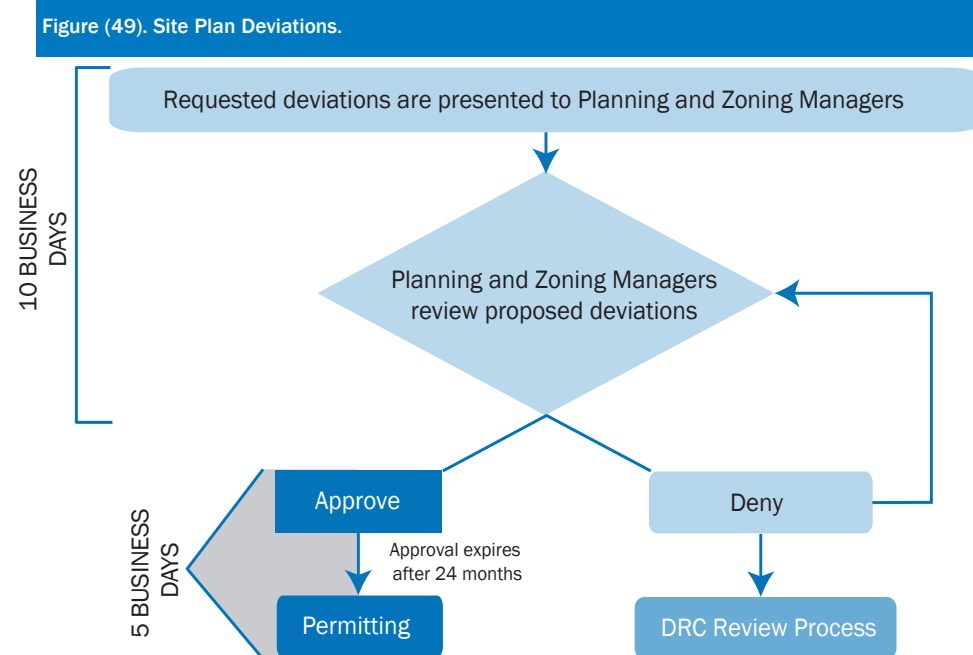 Figure (49). Site Plan Deviations.
Requested deviations are presented to Planning and Zoning Managers
10 BUSINESS
DAYS
Planning and Zoning Managers
review proposed deviations
Approve
Deny
5 BUSINESS
DAYS
Approval expires
after 24 months
Permitting
DRC Review Process